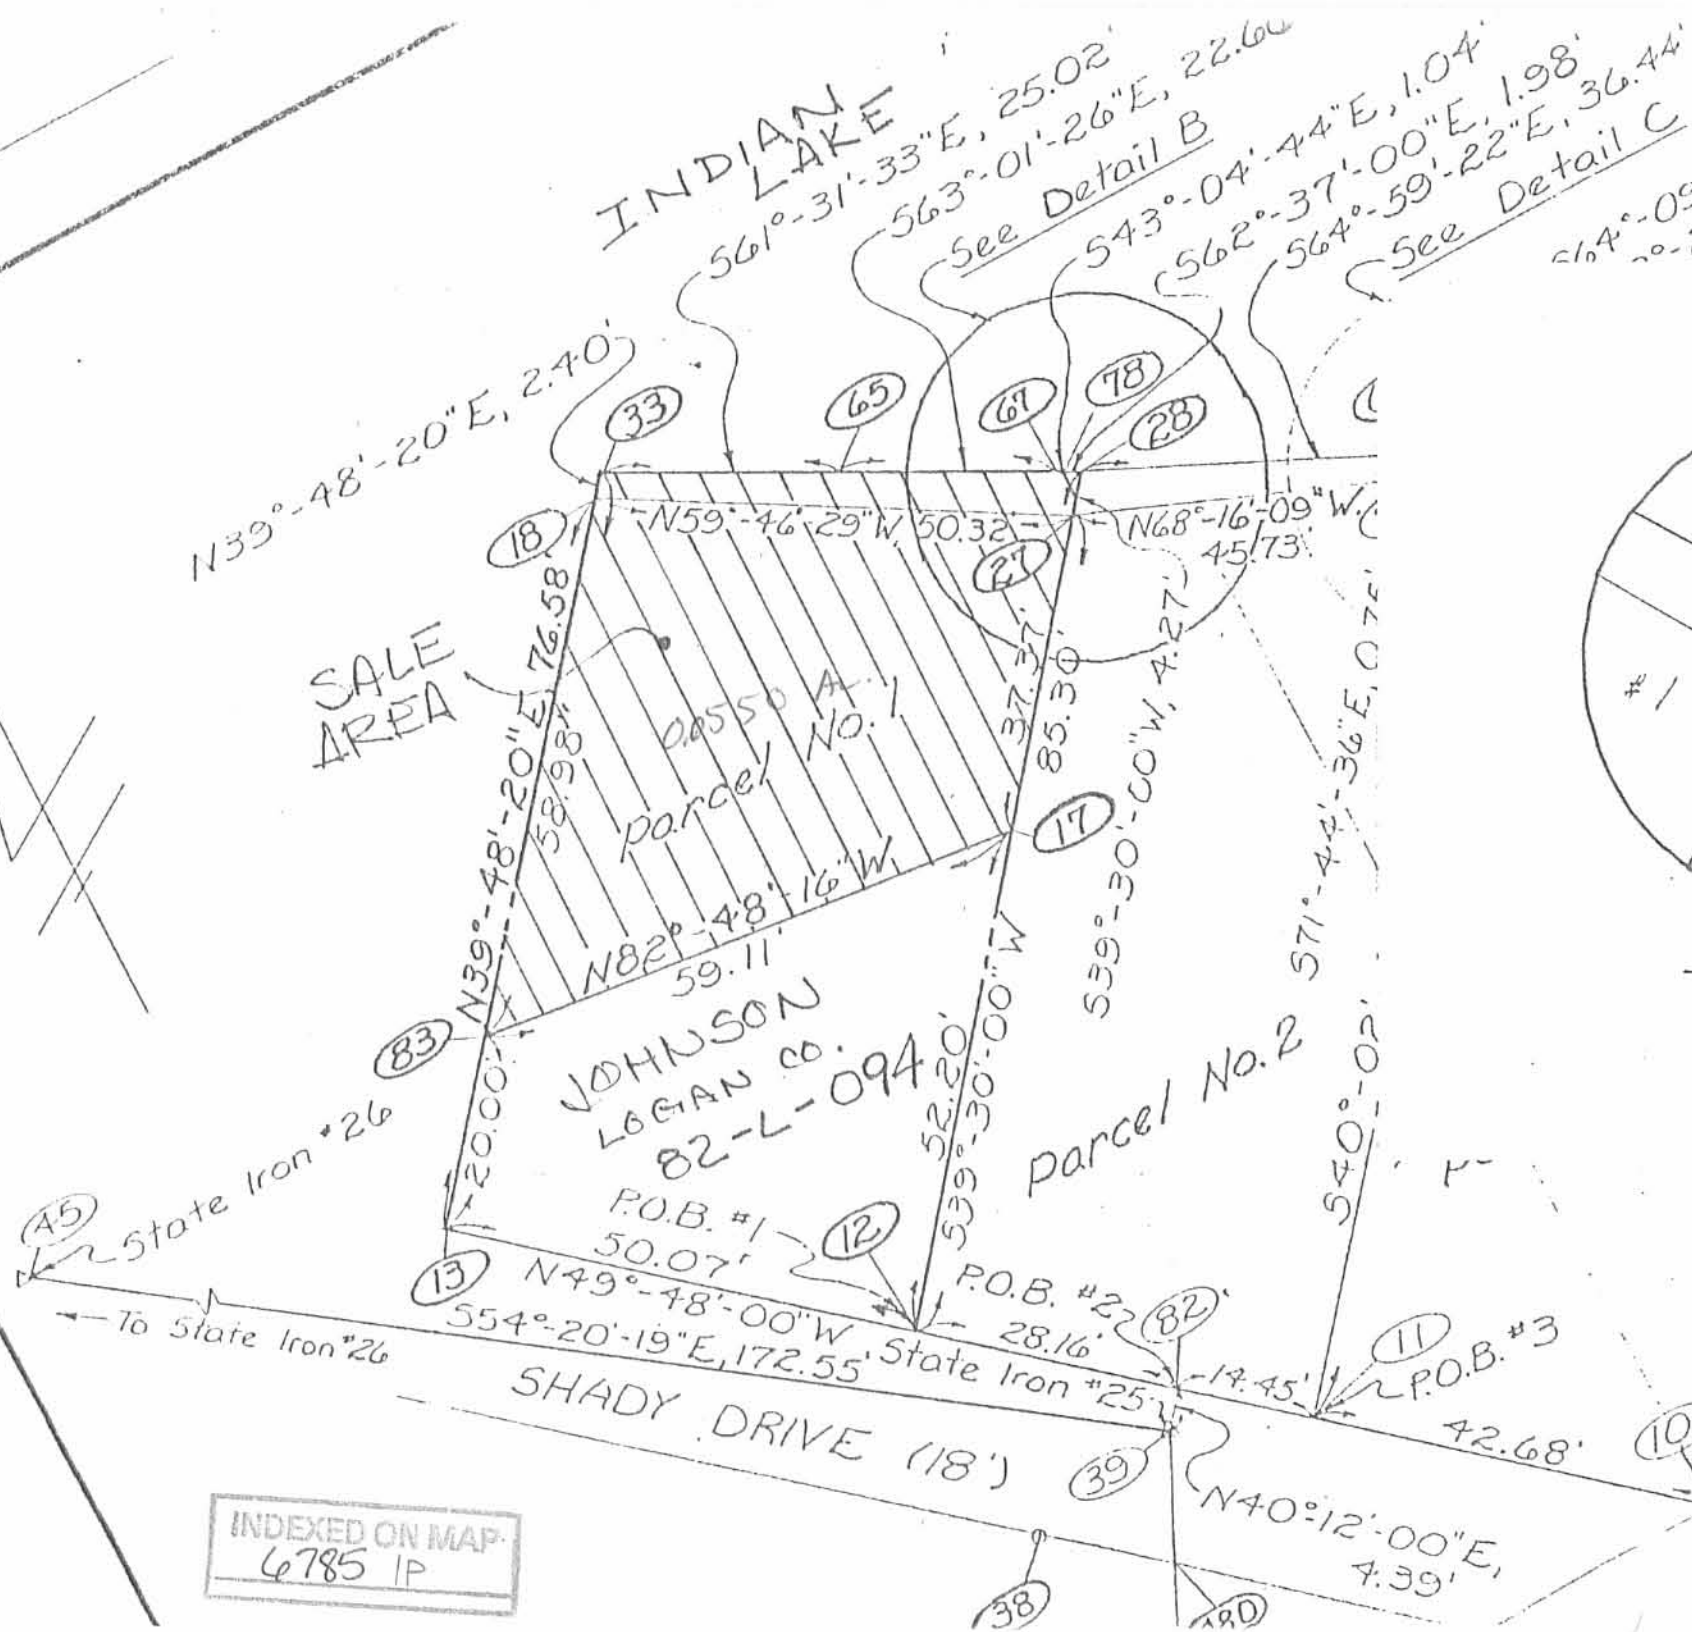 INDIAN
LAKE
S61°-31'-33"E, 25.02'
S63°-01'-26"E, 22.66
See Detail B
S43°-04'-44"E, 1.04'
S62°-37'-00"E, 1.98'
S64°-59'-22"E, 36.44'
See Detail C
N39°-48'-20"E, 2.40'
33
65
67
78
28
18
N59°-46'-29"W, 50.32
27
N68°-16'-09"W,
45.73'
SALE
AREA
N39°-48'-20"E, 76.58'
58.98'
0.0550 Ac.
Parcel No. 1
37.37'
85.30'
S39°-30'-00"W
S39°-30'-00"W, 4.27'
S71°-44'-36"E, 0.75'
#1
17
N82°-48'-16"W
59.11'
83
20.00'
JOHNSON
LOGAN CO.
82-L-094
52.20'
Parcel No. 2
S40°-02'
45
State Iron #26
To State Iron #26
13
P.O.B. #1
50.07'
N49°-48'-00"W
12
S54°-20'-19"E, 172.55'
State Iron #25
P.O.B. #2
28.16'
82
14.45'
11
P.O.B. #3
42.68'
10
SHADY DRIVE (18')
39
N40°-12'-00"E,
4.39'
38
INDEXED ON MAP
6785 IP